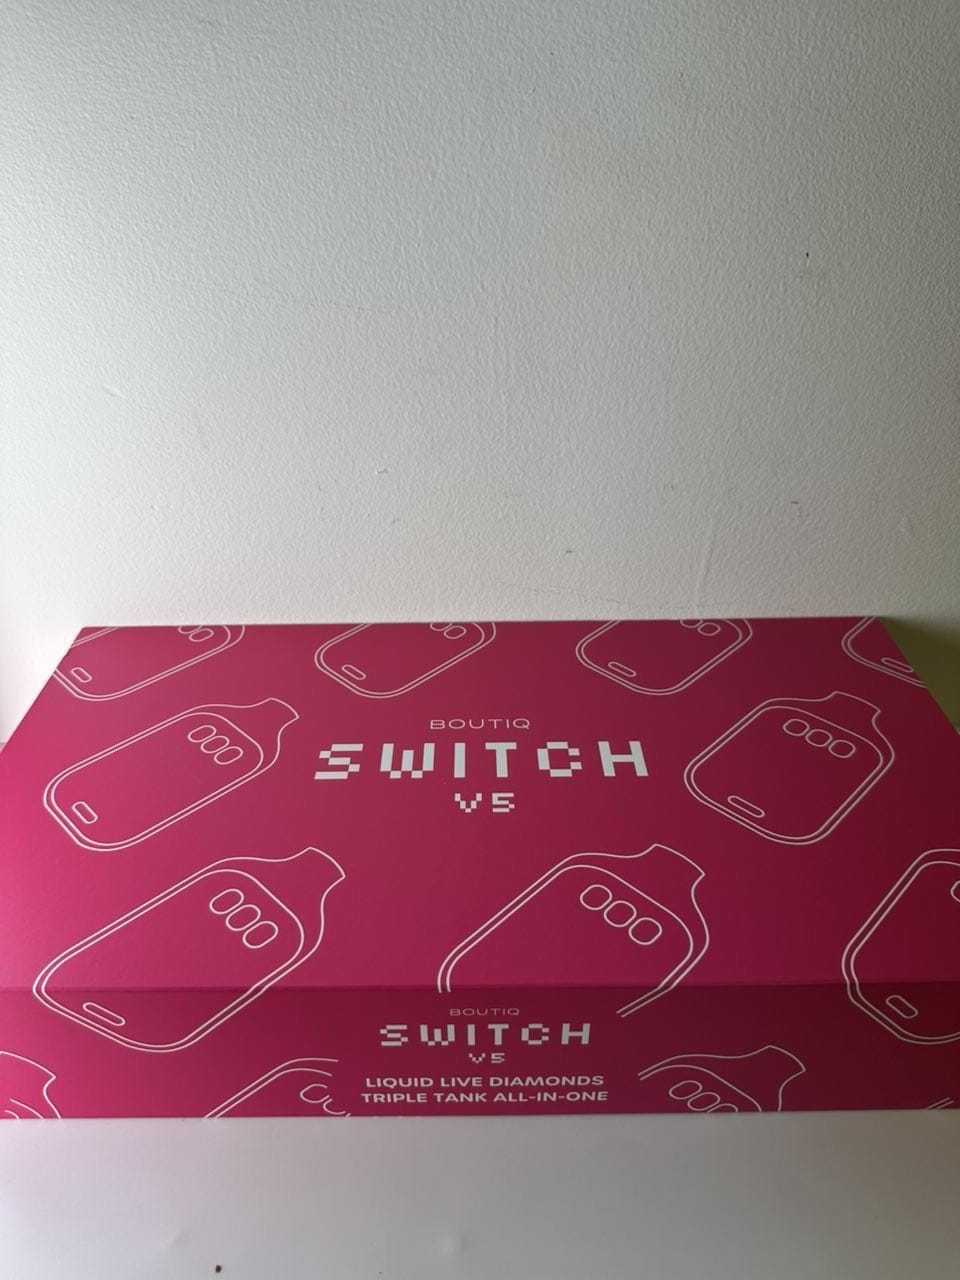 BOUTIQ
SWITCH
V5
BOUTIQ
SWITCH
V5
LIQUID LIVE DIAMONDS
TRIPLE TANK ALL-IN-ONE